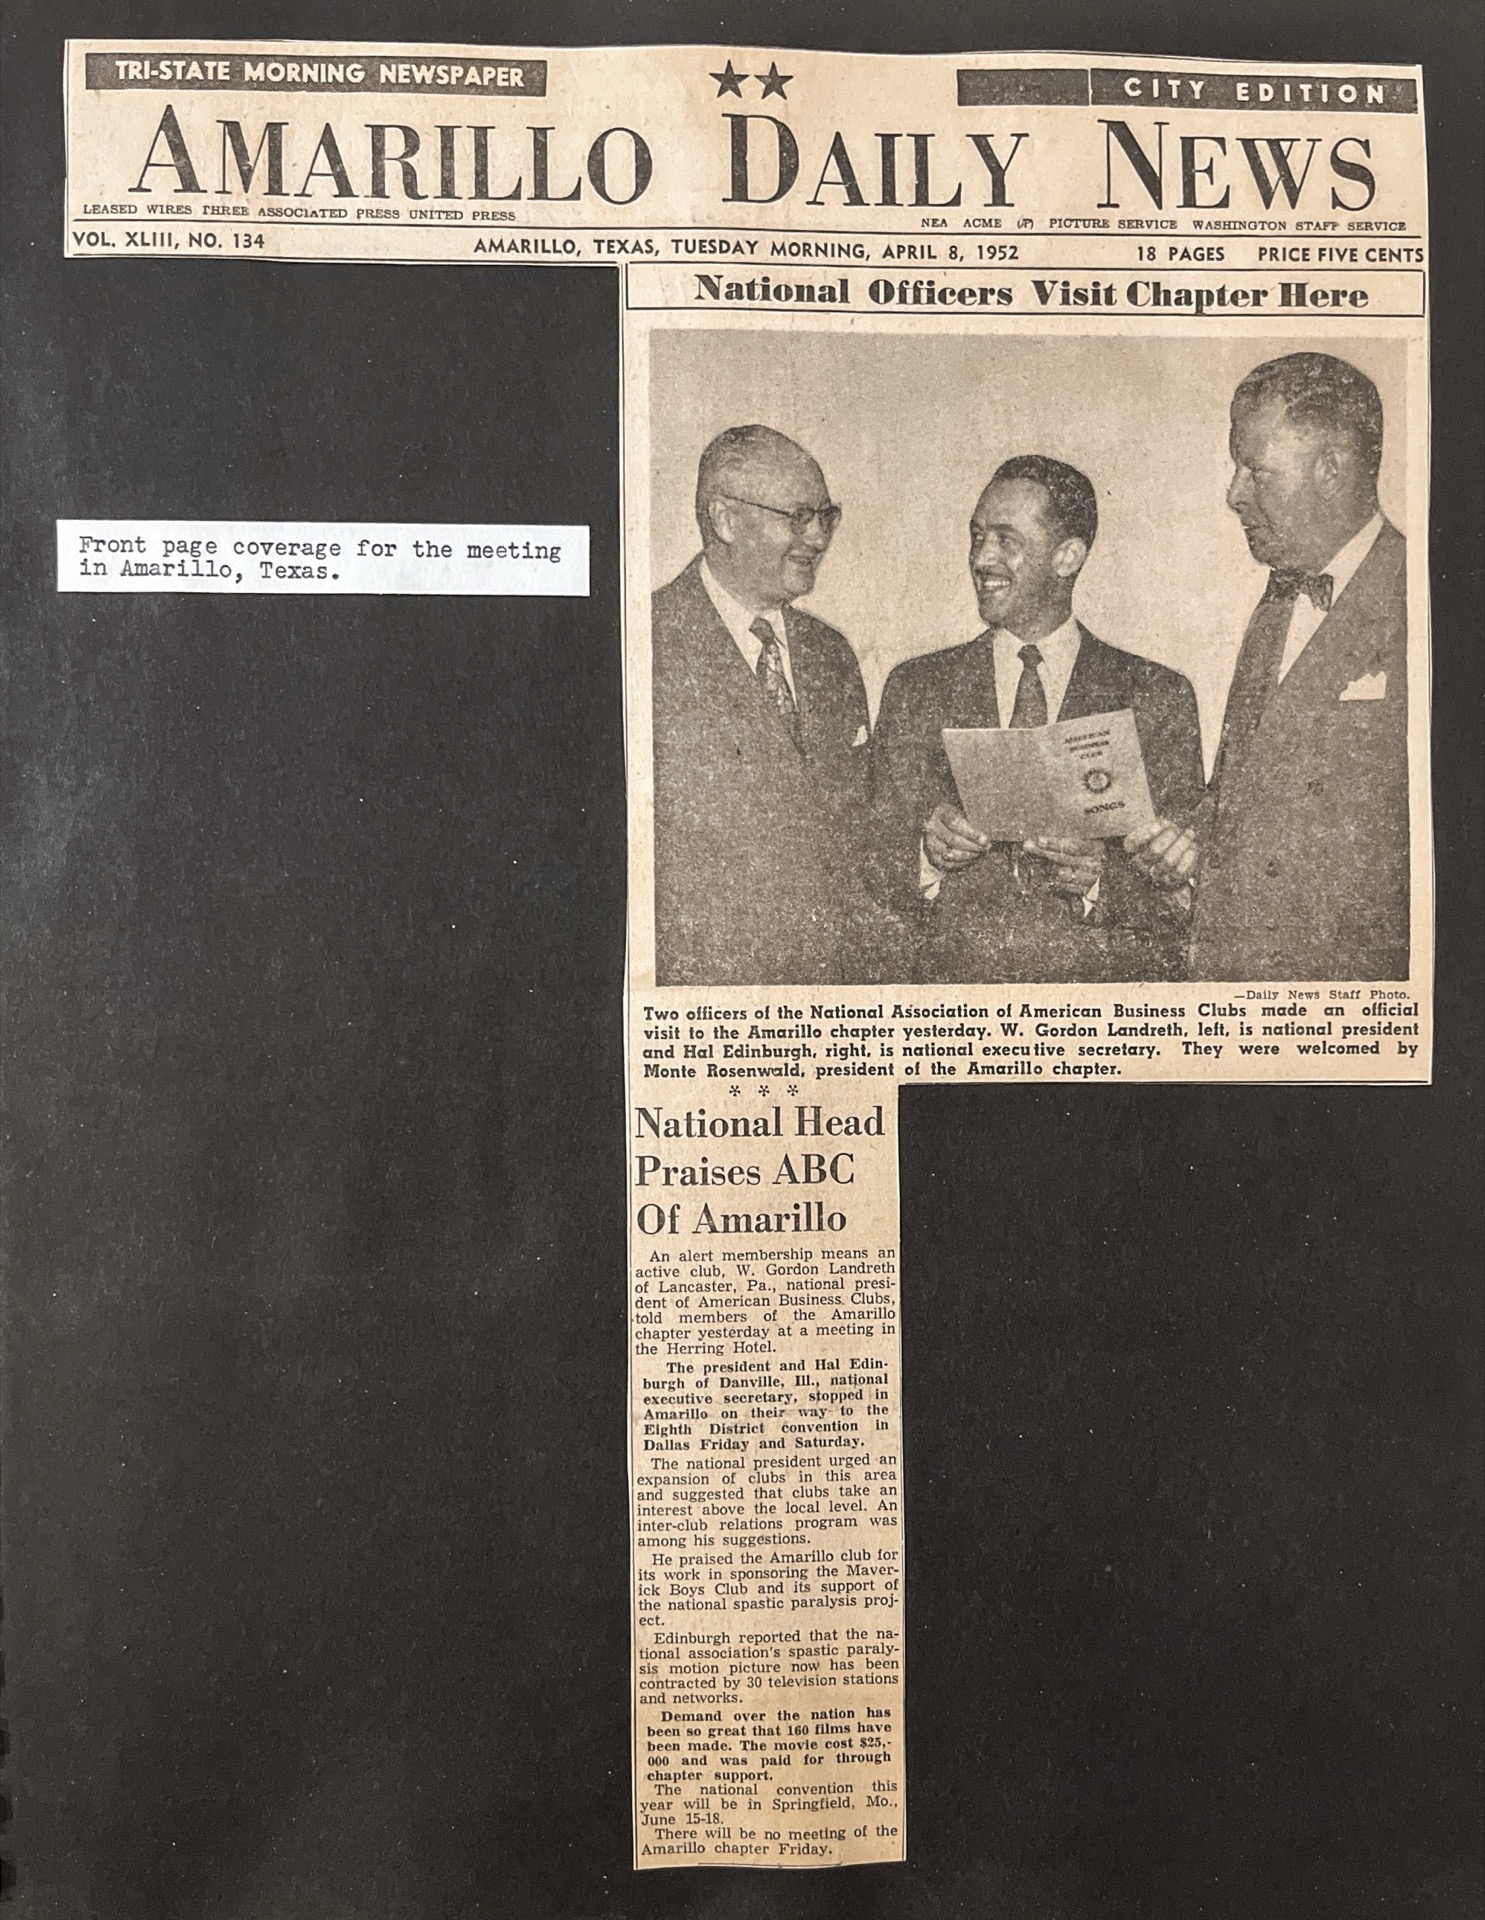 TRI-STATE MORNING NEWSPAPER
CITY EDITION
AMARILLO DAILY NEWS
LEASED WIRES THREE ASSOCIATED PRESS UNITED PRESS
NEA ACME (AP) PICTURE SERVICE WASHINGTON STAFF SERVICE
VOL. XLIII, NO. 134
AMARILLO, TEXAS, TUESDAY MORNING, APRIL 8, 1952
18 PAGES PRICE FIVE CENTS
National Officers Visit Chapter Here
Front page coverage for the meeting
in Amarillo, Texas.
AMERICAN
BUSINESS
CLUB
SONGS
—Daily News Staff Photo.
Two officers of the National Association of American Business Clubs made an official
visit to the Amarillo chapter yesterday. W. Gordon Landreth, left, is national president
and Hal Edinburgh, right, is national executive secretary. They were welcomed by
Monte Rosenwald, president of the Amarillo chapter.
* * *
National Head
Praises ABC
Of Amarillo
An alert membership means an
active club, W. Gordon Landreth
of Lancaster, Pa., national presi-
dent of American Business Clubs,
told members of the Amarillo
chapter yesterday at a meeting in
the Herring Hotel.
The president and Hal Edin-
burgh of Danville, Ill., national
executive secretary, stopped in
Amarillo on their way to the
Eighth District convention in
Dallas Friday and Saturday.
The national president urged an
expansion of clubs in this area
and suggested that clubs take an
interest above the local level. An
inter-club relations program was
among his suggestions.
He praised the Amarillo club for
its work in sponsoring the Maver-
ick Boys Club and its support of
the national spastic paralysis proj-
ect.
Edinburgh reported that the na-
tional association's spastic paraly-
sis motion picture now has been
contracted by 30 television stations
and networks.
Demand over the nation has
been so great that 160 films have
been made. The movie cost $25,-
000 and was paid for through
chapter support.
The national convention this
year will be in Springfield, Mo.,
June 15-18.
There will be no meeting of the
Amarillo chapter Friday.